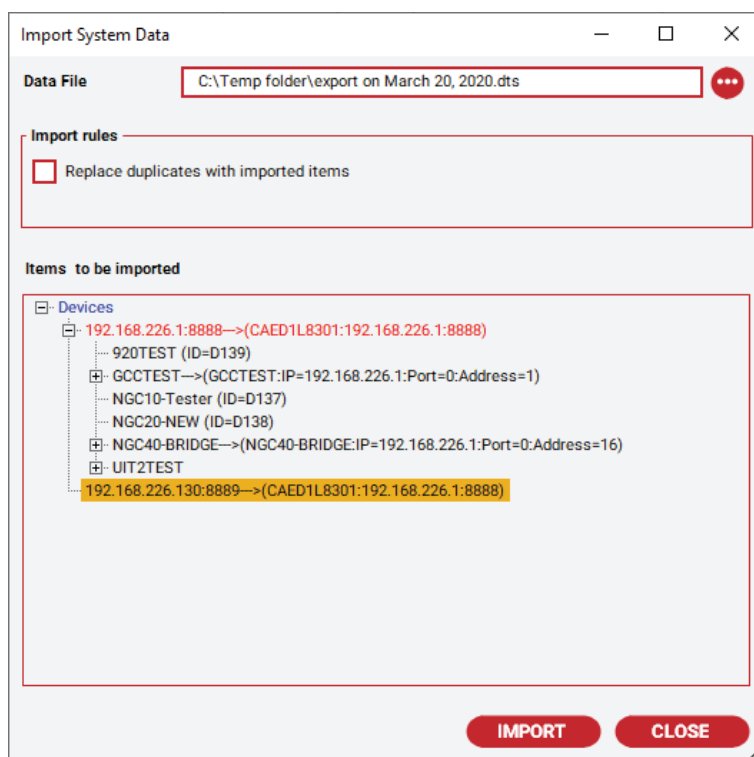 Import System Data
Data File C:\Temp folder\export on March 20, 2020.dts
Import rules
Replace duplicates with imported items
Items to be imported
Devices
192.168.226.1:8888--->(CAED1L8301:192.168.226.1:8888)
920TEST (ID=D139)
GCCTEST--->(GCCTEST:IP=192.168.226.1:Port=0:Address=1)
NGC10-Tester (ID=D137)
NGC20-NEW (ID=D138)
NGC40-BRIDGE--->(NGC40-BRIDGE:IP=192.168.226.1:Port=0:Address=16)
UIT2TEST
192.168.226.130:8889--->(CAED1L8301:192.168.226.1:8888)
IMPORT CLOSE